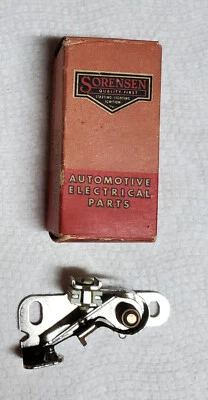 SORENSEN
QUALITY FIRST
STARTING-LIGHTING
IGNITION
AUTOMOTIVE
ELECTRICAL
PARTS